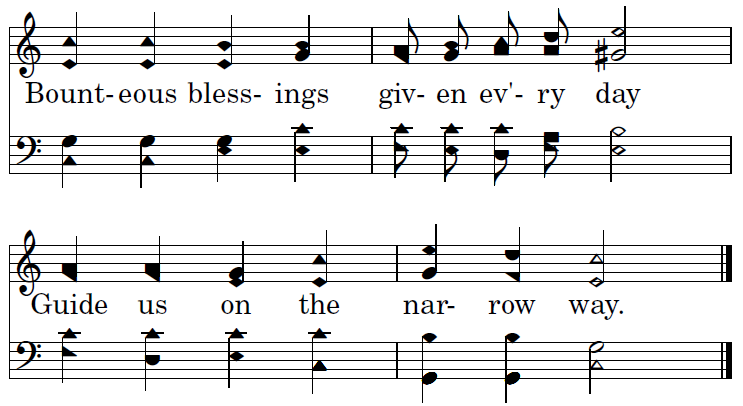 Bount- eous bless- ings giv- en ev'- ry day
Guide us on the nar- row way.